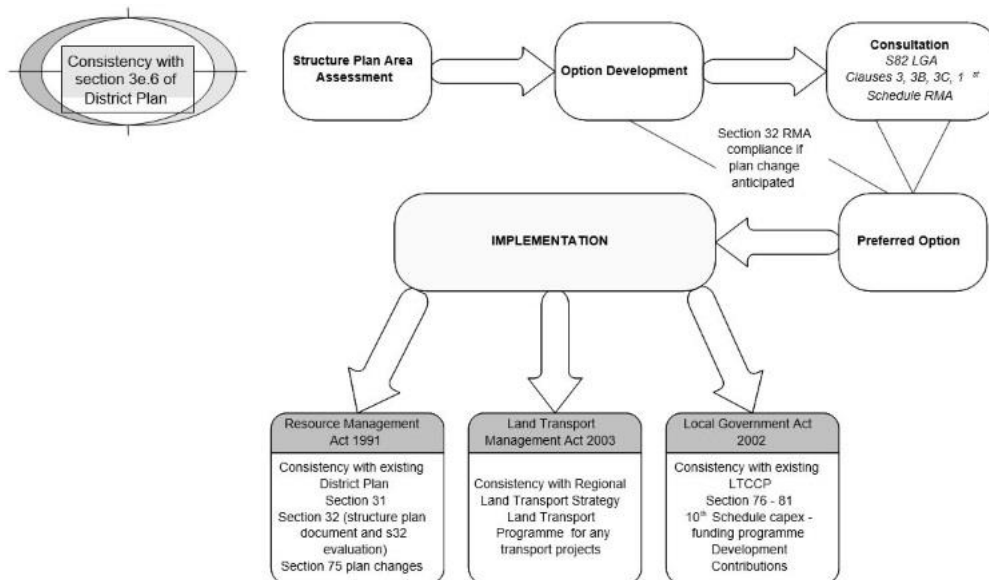 Consistency with
section 3e.6 of
District Plan
Structure Plan Area
Assessment
Option Development
Consultation
S82 LGA
Clauses 3, 3B, 3C, 1 st
Schedule RMA
Section 32 RMA
compliance if
plan change
anticipated
IMPLEMENTATION
Preferred Option
Resource Management
Act 1991
Consistency with existing
District Plan
Section 31
Section 32 (structure plan
document and s32
evaluation)
Section 75 plan changes
Land Transport
Management Act 2003
Consistency with Regional
Land Transport Strategy
Land Transport
Programme for any
transport projects
Local Government Act
2002
Consistency with existing
LTCCP
Section 76 - 81
10th Schedule capex -
funding programme
Development
Contributions